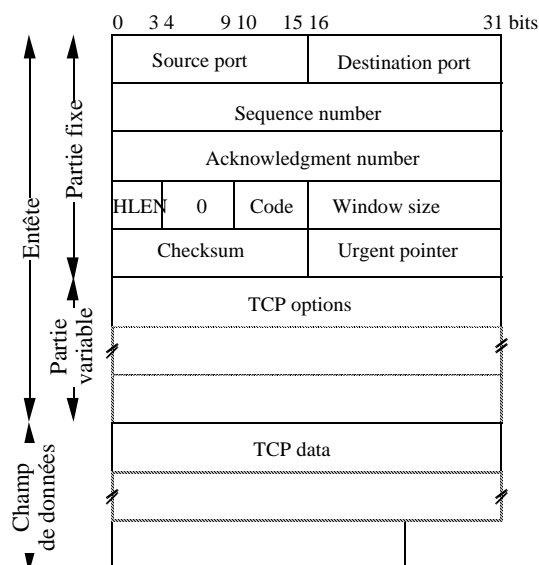 0 3 4 9 10 15 16 31 bits
Source port Destination port
Sequence number
Acknowledgment number
HLEN 0 Code Window size
Checksum Urgent pointer
TCP options
TCP data
Entête
Partie fixe
Partie
variable
Champ
de données